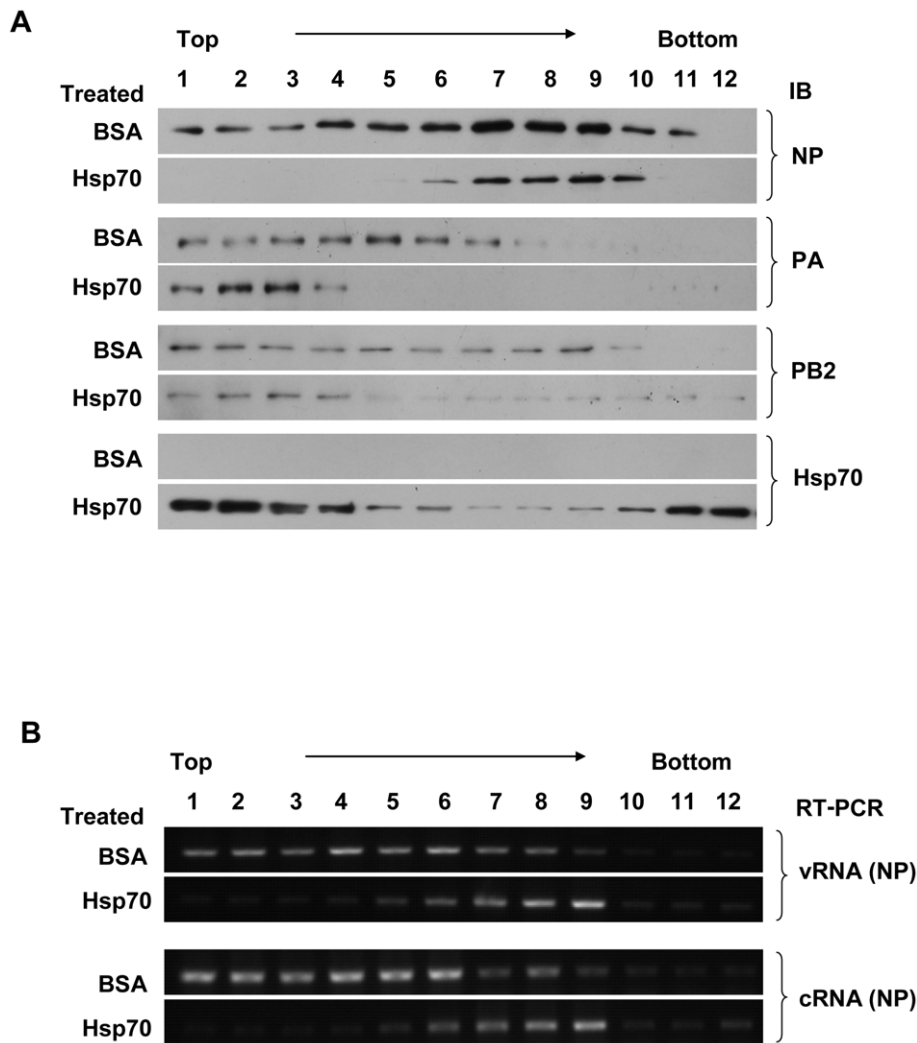 A
Top Bottom
1 2 3 4 5 6 7 8 9 10 11 12
Treated IB
BSA
Hsp70
NP
BSA
Hsp70
PA
BSA
Hsp70
PB2
BSA
Hsp70
Hsp70
B
Top Bottom
1 2 3 4 5 6 7 8 9 10 11 12
Treated RT-PCR
BSA
Hsp70
vRNA (NP)
BSA
Hsp70
cRNA (NP)